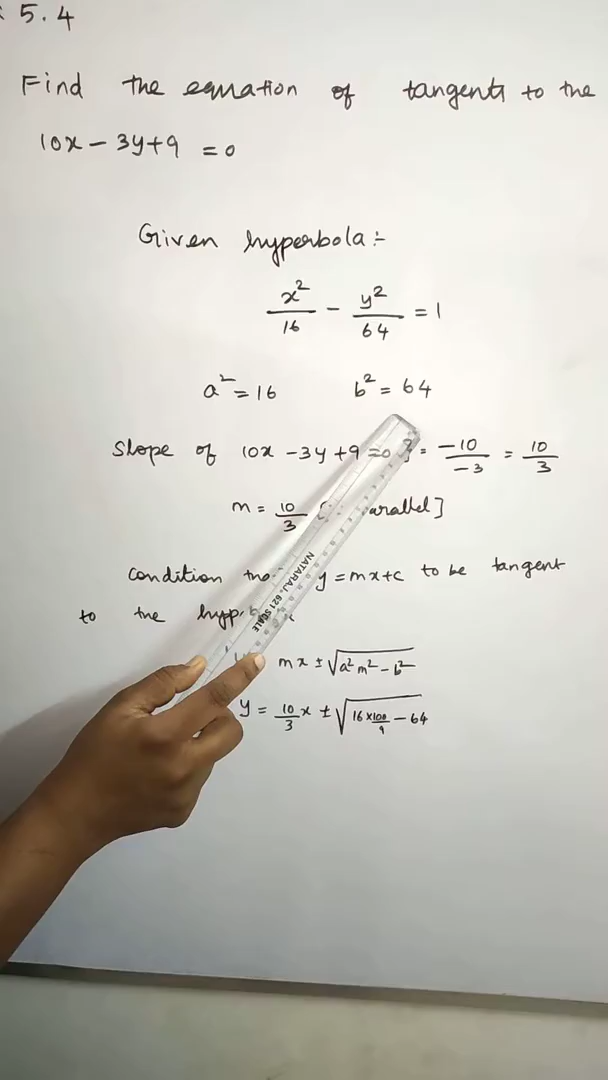 5.4
Find the equation of tangents to the
10x - 3y + 9 = 0
Given hyperbola :-
x²/16 - y²/64 = 1
a² = 16 b² = 64
Slope of 10x - 3y + 9 = 0 } = -10/-3 = 10/3
m = 10/3 arallel]
Condition y = mx + c to be tangent
to the hyp
mx ± √(a²m² - b²)
y = 10/3 x ± √(16 × 100/9 - 64)
NATARAJ. 621 SCALE